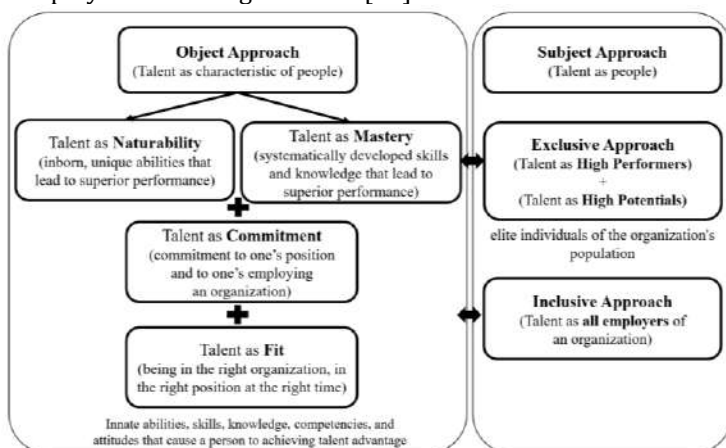 Object Approach
(Talent as characteristic of people)
Talent as Naturability
(inborn, unique abilities that
lead to superior performance)
Talent as Mastery
(systematically developed skills
and knowledge that lead to
superior performance)
Talent as Commitment
(commitment to one's position
and to one's employing
an organization)
Talent as Fit
(being in the right organization, in
the right position at the right time)
Innate abilities, skills, knowledge, competencies, and
attitudes that cause a person to achieving talent advantage
Subject Approach
(Talent as people)
Exclusive Approach
(Talent as High Performers)
+
(Talent as High Potentials)
elite individuals of the organization's
population
Inclusive Approach
(Talent as all employers of
an organization)